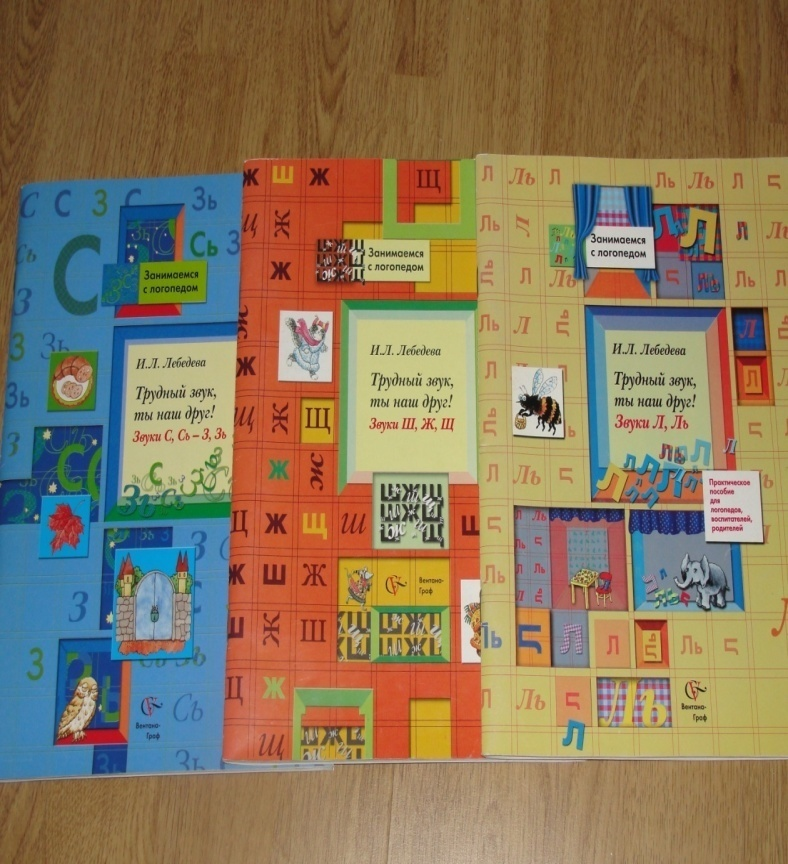 Занимаемся
с логопедом
И.Л. Лебедева
Трудный звук,
ты наш друг!
Звуки С, Сь – З, Зь
Вентана-
Граф
Занимаемся
с логопедом
И.Л. Лебедева
Трудный звук,
ты наш друг!
Звуки Ш, Ж, Щ
Вентана-
Граф
Занимаемся
с логопедом
И.Л. Лебедева
Трудный звук,
ты наш друг!
Звуки Л, Ль
Практическое
пособие для
логопедов,
воспитателей,
родителей
Вентана-
Граф